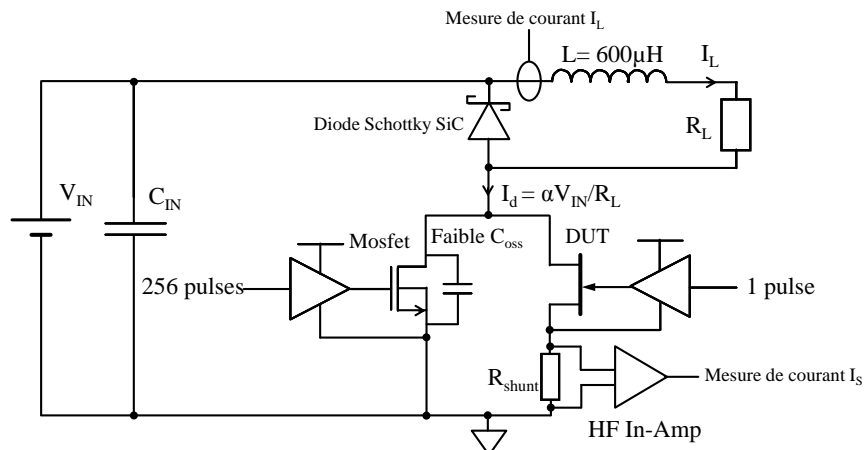 Mesure de courant I_L
L= 600µH
I_L
Diode Schottky SiC
R_L
V_IN
C_IN
I_d = αV_IN/R_L
Mosfet
Faible C_oss
DUT
256 pulses
1 pulse
R_shunt
Mesure de courant I_S
HF In-Amp